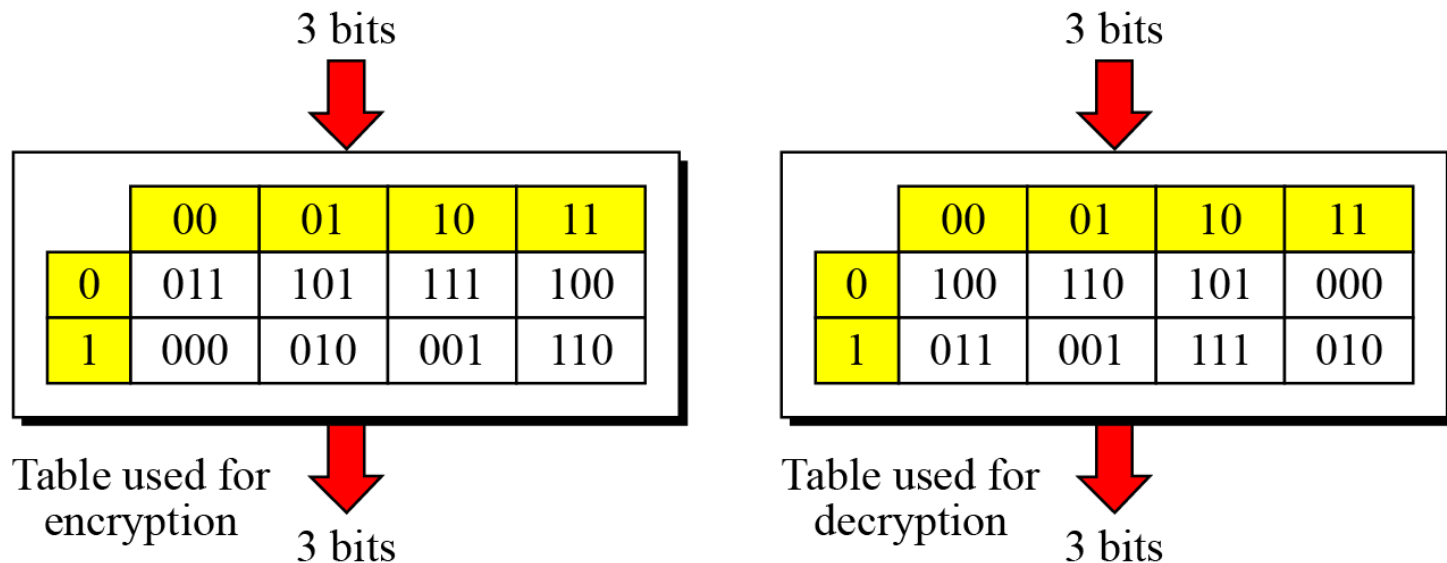 3 bits
00 01 10 11
0 011 101 111 100
1 000 010 001 110
Table used for
encryption
3 bits
3 bits
00 01 10 11
0 100 110 101 000
1 011 001 111 010
Table used for
decryption
3 bits